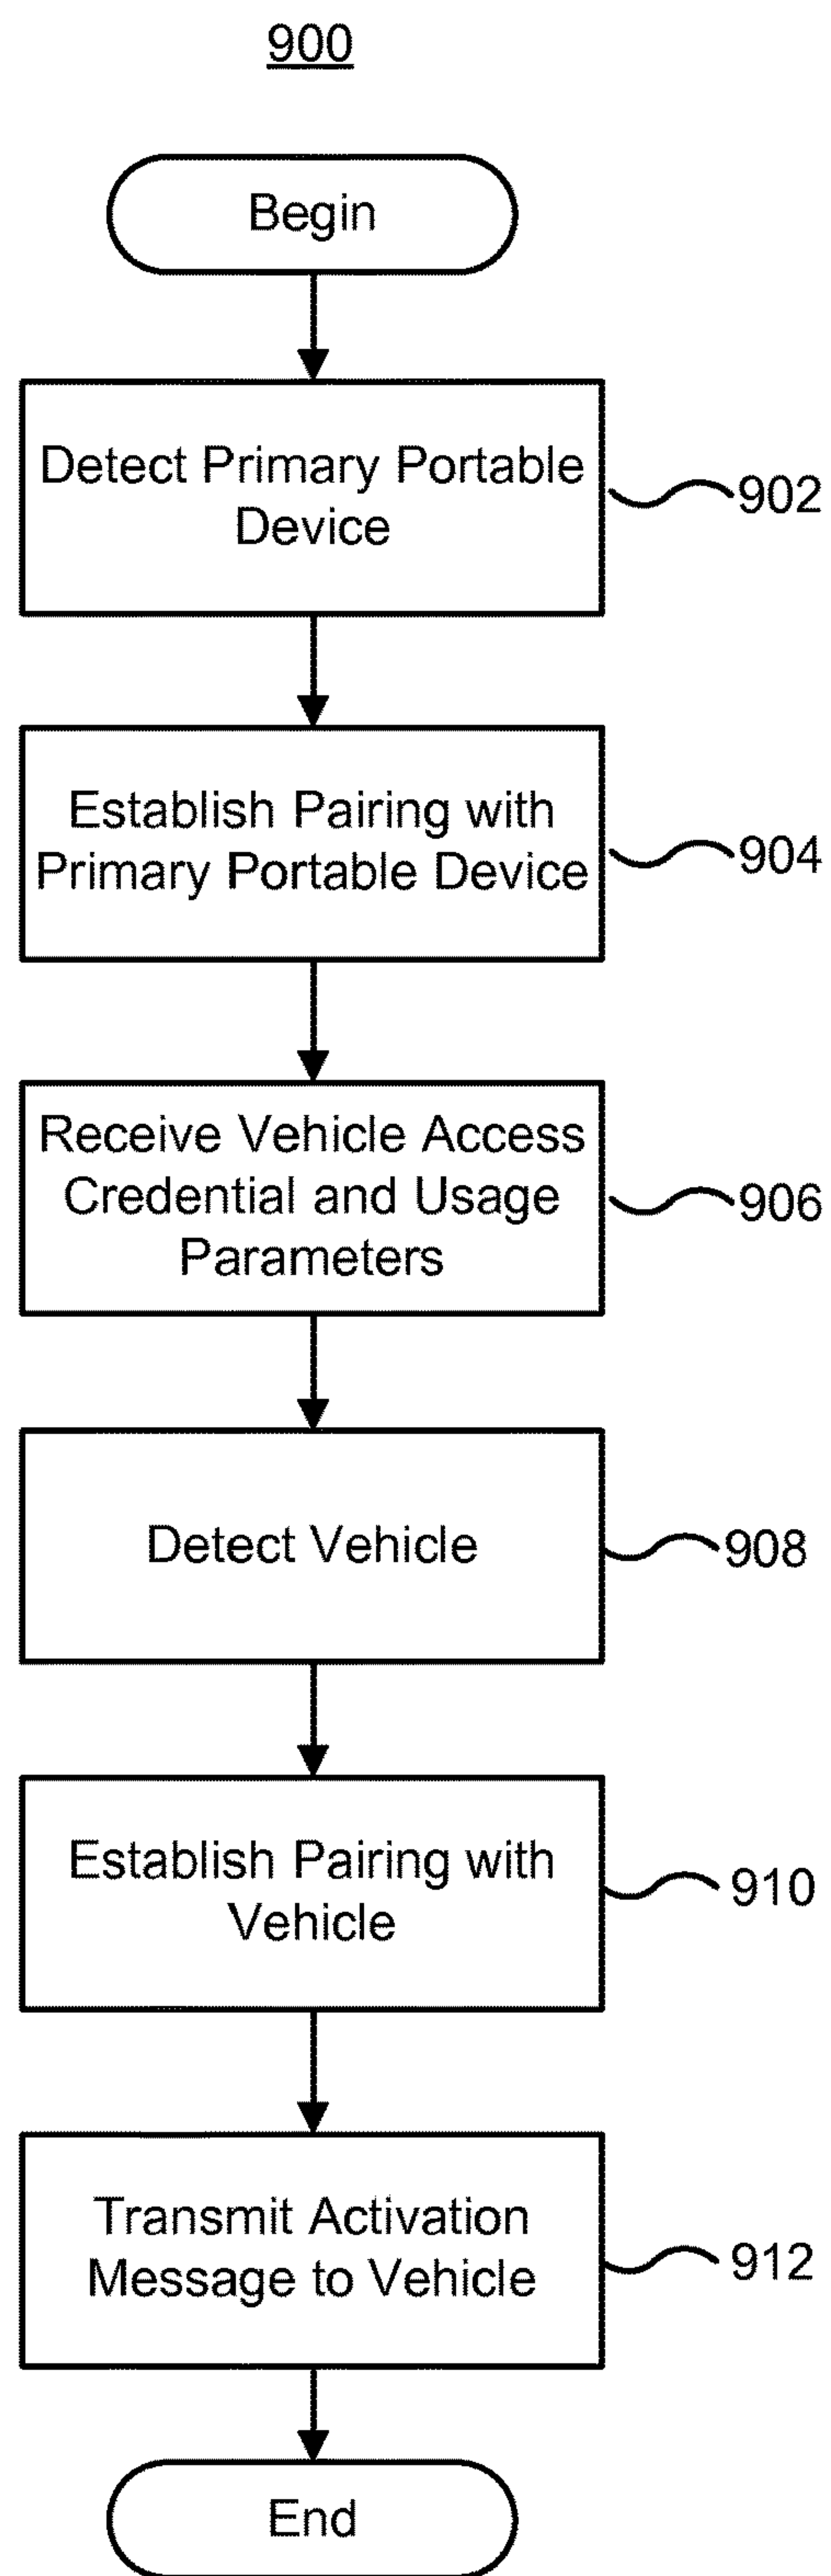 900
Begin
Detect Primary Portable
Device
902
Establish Pairing with
Primary Portable Device
904
Receive Vehicle Access
Credential and Usage
Parameters
906
Detect Vehicle
908
Establish Pairing with
Vehicle
910
Transmit Activation
Message to Vehicle
912
End